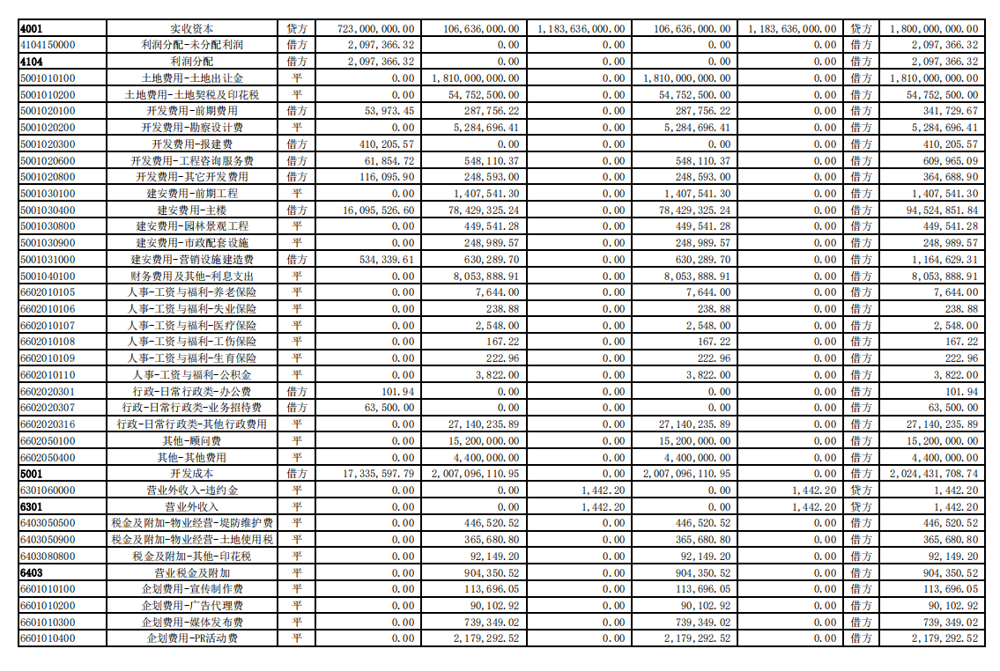 4001 实收资本 贷方 723,000,000.00 106,636,000.00 1,183,636,000.00 106,636,000.00 1,183,636,000.00 贷方 1,800,000,000.00
4104150000 利润分配-未分配利润 借方 2,097,366.32 0.00 0.00 0.00 0.00 借方 2,097,366.32
4104 利润分配 借方 2,097,366.32 0.00 0.00 0.00 0.00 借方 2,097,366.32
5001010100 土地费用-土地出让金 平 0.00 1,810,000,000.00 0.00 1,810,000,000.00 0.00 借方 1,810,000,000.00
5001010200 土地费用-土地契税及印花税 平 0.00 54,752,500.00 0.00 54,752,500.00 0.00 借方 54,752,500.00
5001020100 开发费用-前期费用 借方 53,973.45 287,756.22 0.00 287,756.22 0.00 借方 341,729.67
5001020200 开发费用-勘察设计费 平 0.00 5,284,696.41 0.00 5,284,696.41 0.00 借方 5,284,696.41
5001020300 开发费用-报建费 借方 410,205.57 0.00 0.00 0.00 0.00 借方 410,205.57
5001020600 开发费用-工程咨询服务费 借方 61,854.72 548,110.37 0.00 548,110.37 0.00 借方 609,965.09
5001020800 开发费用-其它开发费用 借方 116,095.90 248,593.00 0.00 248,593.00 0.00 借方 364,688.90
5001030100 建安费用-前期工程 平 0.00 1,407,541.30 0.00 1,407,541.30 0.00 借方 1,407,541.30
5001030400 建安费用-主楼 借方 16,095,526.60 78,429,325.24 0.00 78,429,325.24 0.00 借方 94,524,851.84
5001030800 建安费用-园林景观工程 平 0.00 449,541.28 0.00 449,541.28 0.00 借方 449,541.28
5001030900 建安费用-市政配套设施 平 0.00 248,989.57 0.00 248,989.57 0.00 借方 248,989.57
5001031000 建安费用-营销设施建造费 借方 534,339.61 630,289.70 0.00 630,289.70 0.00 借方 1,164,629.31
5001040100 财务费用及其他-利息支出 平 0.00 8,053,888.91 0.00 8,053,888.91 0.00 借方 8,053,888.91
6602010105 人事-工资与福利-养老保险 平 0.00 7,644.00 0.00 7,644.00 0.00 借方 7,644.00
6602010106 人事-工资与福利-失业保险 平 0.00 238.88 0.00 238.88 0.00 借方 238.88
6602010107 人事-工资与福利-医疗保险 平 0.00 2,548.00 0.00 2,548.00 0.00 借方 2,548.00
6602010108 人事-工资与福利-工伤保险 平 0.00 167.22 0.00 167.22 0.00 借方 167.22
6602010109 人事-工资与福利-生育保险 平 0.00 222.96 0.00 222.96 0.00 借方 222.96
6602010110 人事-工资与福利-公积金 平 0.00 3,822.00 0.00 3,822.00 0.00 借方 3,822.00
6602020301 行政-日常行政类-办公费 借方 101.94 0.00 0.00 0.00 0.00 借方 101.94
6602020307 行政-日常行政类-业务招待费 借方 63,500.00 0.00 0.00 0.00 0.00 借方 63,500.00
6602020316 行政-日常行政类-其他行政费用 平 0.00 27,140,235.89 0.00 27,140,235.89 0.00 借方 27,140,235.89
6602050100 其他-顾问费 平 0.00 15,200,000.00 0.00 15,200,000.00 0.00 借方 15,200,000.00
6602050400 其他-其他费用 平 0.00 4,400,000.00 0.00 4,400,000.00 0.00 借方 4,400,000.00
5001 开发成本 借方 17,335,597.79 2,007,096,110.95 0.00 2,007,096,110.95 0.00 借方 2,024,431,708.74
6301060000 营业外收入-违约金 平 0.00 0.00 1,442.20 0.00 1,442.20 贷方 1,442.20
6301 营业外收入 平 0.00 0.00 1,442.20 0.00 1,442.20 贷方 1,442.20
6403050500 税金及附加-物业经营-堤防维护费 平 0.00 446,520.52 0.00 446,520.52 0.00 借方 446,520.52
6403050900 税金及附加-物业经营-土地使用税 平 0.00 365,680.80 0.00 365,680.80 0.00 借方 365,680.80
6403080800 税金及附加-其他-印花税 平 0.00 92,149.20 0.00 92,149.20 0.00 借方 92,149.20
6403 营业税金及附加 平 0.00 904,350.52 0.00 904,350.52 0.00 借方 904,350.52
6601010100 企划费用-宣传制作费 平 0.00 113,696.05 0.00 113,696.05 0.00 借方 113,696.05
6601010200 企划费用-广告代理费 平 0.00 90,102.92 0.00 90,102.92 0.00 借方 90,102.92
6601010300 企划费用-媒体发布费 平 0.00 739,349.02 0.00 739,349.02 0.00 借方 739,349.02
6601010400 企划费用-PR活动费 平 0.00 2,179,292.52 0.00 2,179,292.52 0.00 借方 2,179,292.52